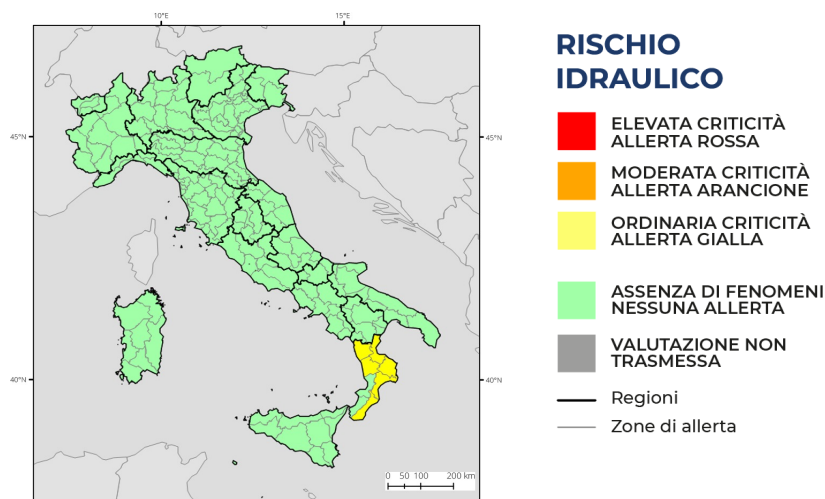 10°E 15°E
45°N 45°N
40°N 40°N
0 50 100 200 km
RISCHIO
IDRAULICO
ELEVATA CRITICITÀ
ALLERTA ROSSA
MODERATA CRITICITÀ
ALLERTA ARANCIONE
ORDINARIA CRITICITÀ
ALLERTA GIALLA
ASSENZA DI FENOMENI
NESSUNA ALLERTA
VALUTAZIONE NON
TRASMESSA
Regioni
Zone di allerta